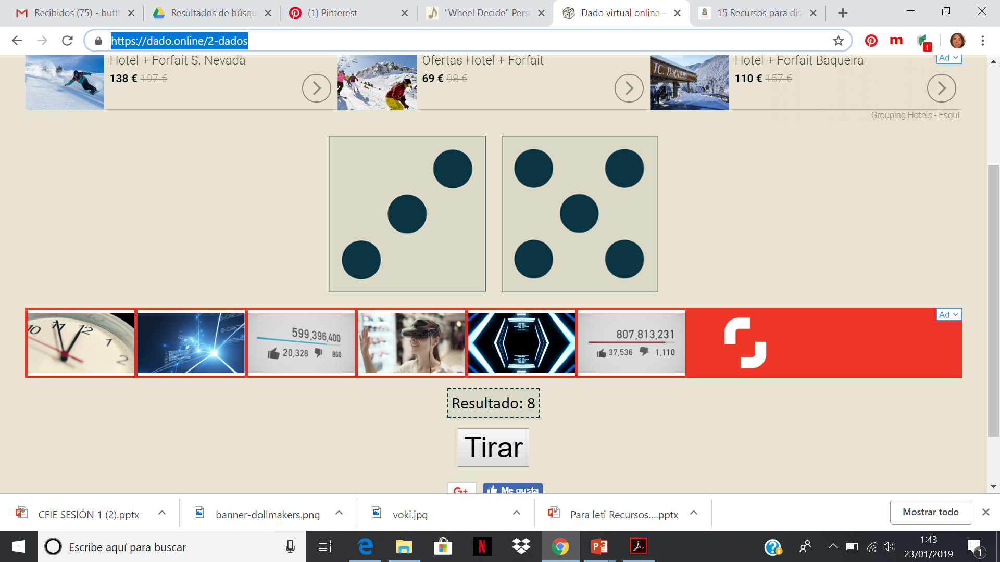 Recibidos (75) - buffl
Resultados de búsqu
(1) Pinterest
"Wheel Decide" Pers
Dado virtual online -
15 Recursos para dis
https://dado.online/2-dados
m
1
Hotel + Forfait S. Nevada
138 € 197 €
Ofertas Hotel + Forfait
69 € 98 €
Hotel + Forfait Baqueira
110 € 157 €
Ad
TC. BAQUEIRA
Grouping Hotels - Esquí
10 11 12 1 2
599,396,400
20,328 860
807,813,231
37,536 1,110
Ad
Resultado: 8
Tirar
G+
Me gusta
CFIE SESIÓN 1 (2).pptx
banner-dollmakers.png
voki.jpg
Para leti Recursos....pptx
Mostrar todo
Escribe aquí para buscar
N
1:43
23/01/2019
1